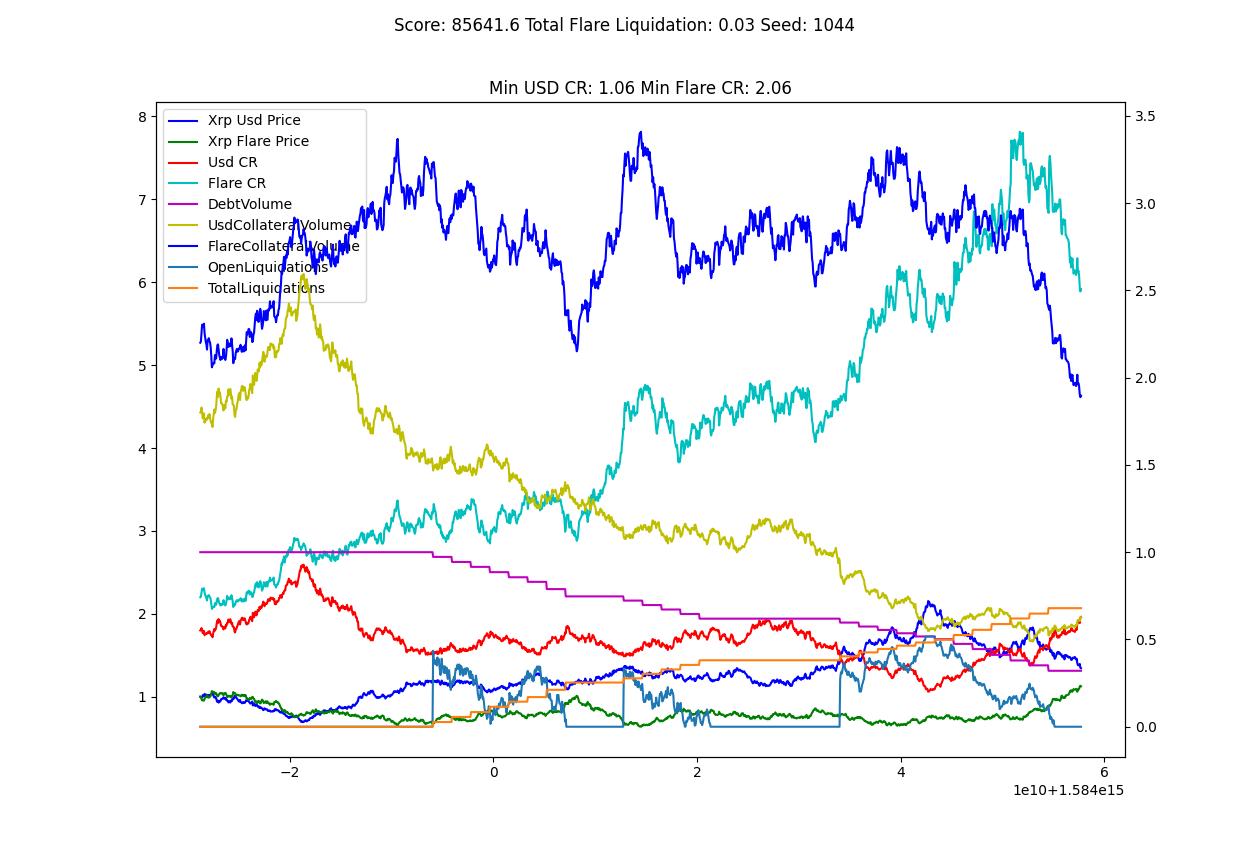 Score: 85641.6 Total Flare Liquidation: 0.03 Seed: 1044
Min USD CR: 1.06 Min Flare CR: 2.06
Xrp Usd Price
Xrp Flare Price
Usd CR
Flare CR
DebtVolume
UsdCollateralVolume
FlareCollateralVolume
OpenLiquidations
TotalLiquidations
8
7
6
5
4
3
2
1
3.5
3.0
2.5
2.0
1.5
1.0
0.5
0.0
−2 0 2 4 6
1e10+1.584e15